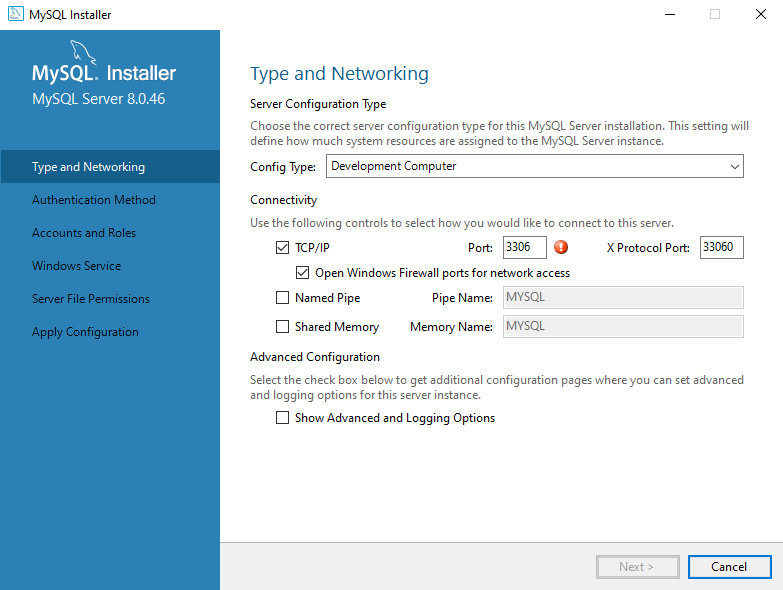 MySQL Installer
MySQL. Installer
MySQL Server 8.0.46
Type and Networking
Authentication Method
Accounts and Roles
Windows Service
Server File Permissions
Apply Configuration
Type and Networking
Server Configuration Type
Choose the correct server configuration type for this MySQL Server installation. This setting will
define how much system resources are assigned to the MySQL Server instance.
Config Type: Development Computer
Connectivity
Use the following controls to select how you would like to connect to this server.
TCP/IP Port: 3306 X Protocol Port: 33060
Open Windows Firewall ports for network access
Named Pipe Pipe Name: MYSQL
Shared Memory Memory Name: MYSQL
Advanced Configuration
Select the check box below to get additional configuration pages where you can set advanced
and logging options for this server instance.
Show Advanced and Logging Options
Next > Cancel